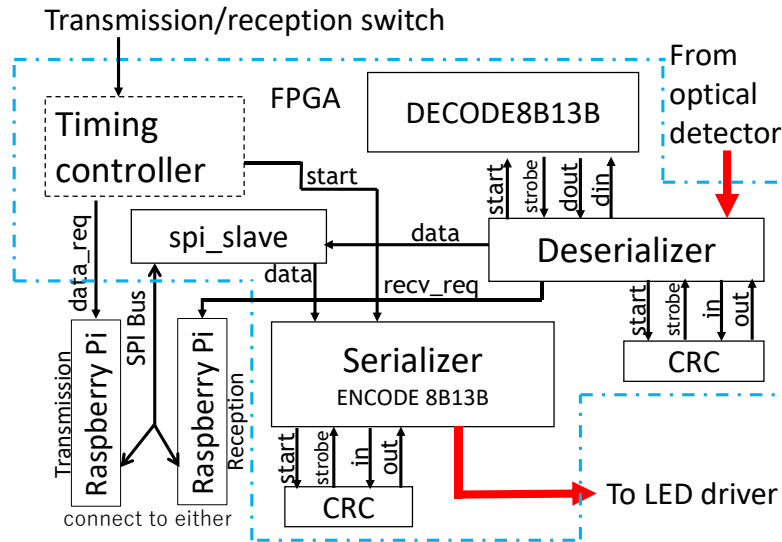 Transmission/reception switch
From
optical
detector
FPGA
DECODE8B13B
Timing
controller
start
start
strobe
dout
din
data_req
spi_slave
data
Deserializer
data
recv_req
SPI Bus
start
strobe
in
out
CRC
Transmission
Raspberry Pi
Raspberry Pi
Reception
Serializer
ENCODE 8B13B
start
strobe
in
out
CRC
To LED driver
connect to either